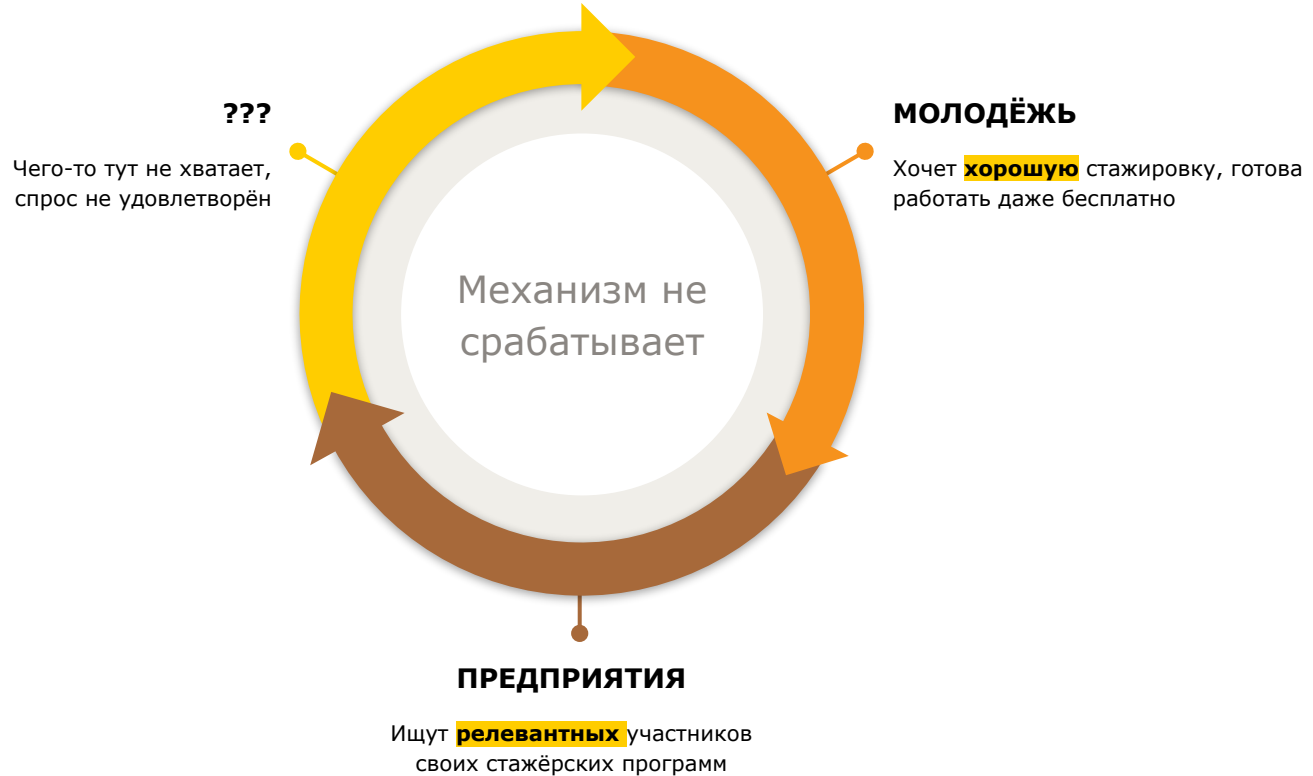 ???
Чего-то тут не хватает,
спрос не удовлетворён
МОЛОДЁЖЬ
Хочет хорошую стажировку, готова
работать даже бесплатно
Механизм не
срабатывает
ПРЕДПРИЯТИЯ
Ищут релевантных участников
своих стажёрских программ